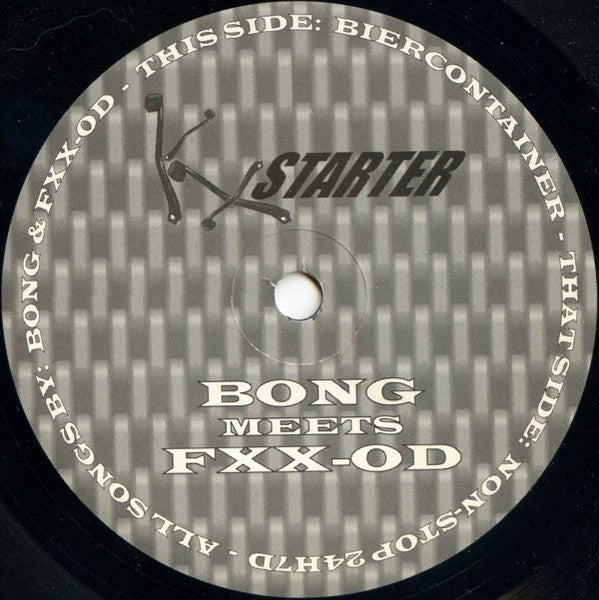 STARTER
BONG
MEETS
FXX-OD
ALL SONGS BY: BONG & FXX-OD - THIS SIDE: BIERCONTAINER - THAT SIDE: NON-STOP 24H7D -